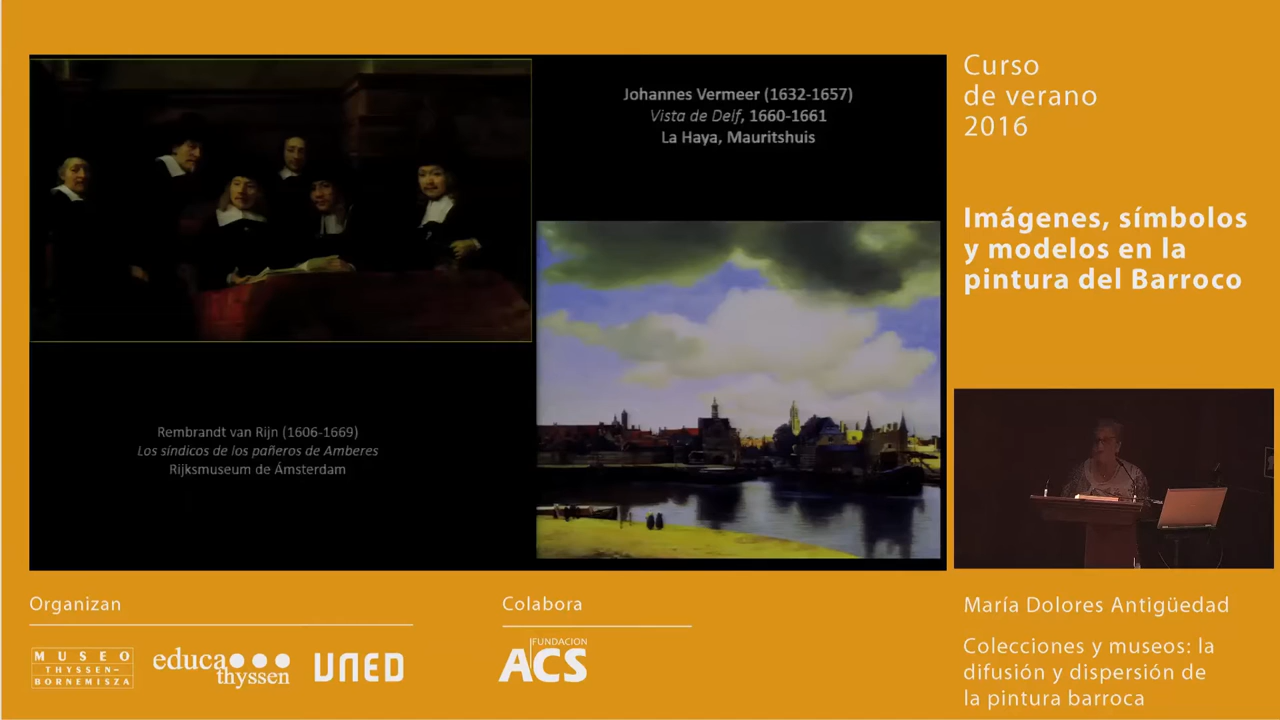 Johannes Vermeer (1632-1657)
Vista de Delf, 1660-1661
La Haya, Mauritshuis
Rembrandt van Rijn (1606-1669)
Los síndicos de los pañeros de Amberes
Rijksmuseum de Ámsterdam
Curso
de verano
2016
Imágenes, símbolos
y modelos en la
pintura del Barroco
María Dolores Antigüedad
Colecciones y museos: la
difusión y dispersión de
la pintura barroca
Organizan
MUSEO
THYSSEN-
BORNEMISZA
educa
thyssen
UNED
Colabora
FUNDACION
ACS